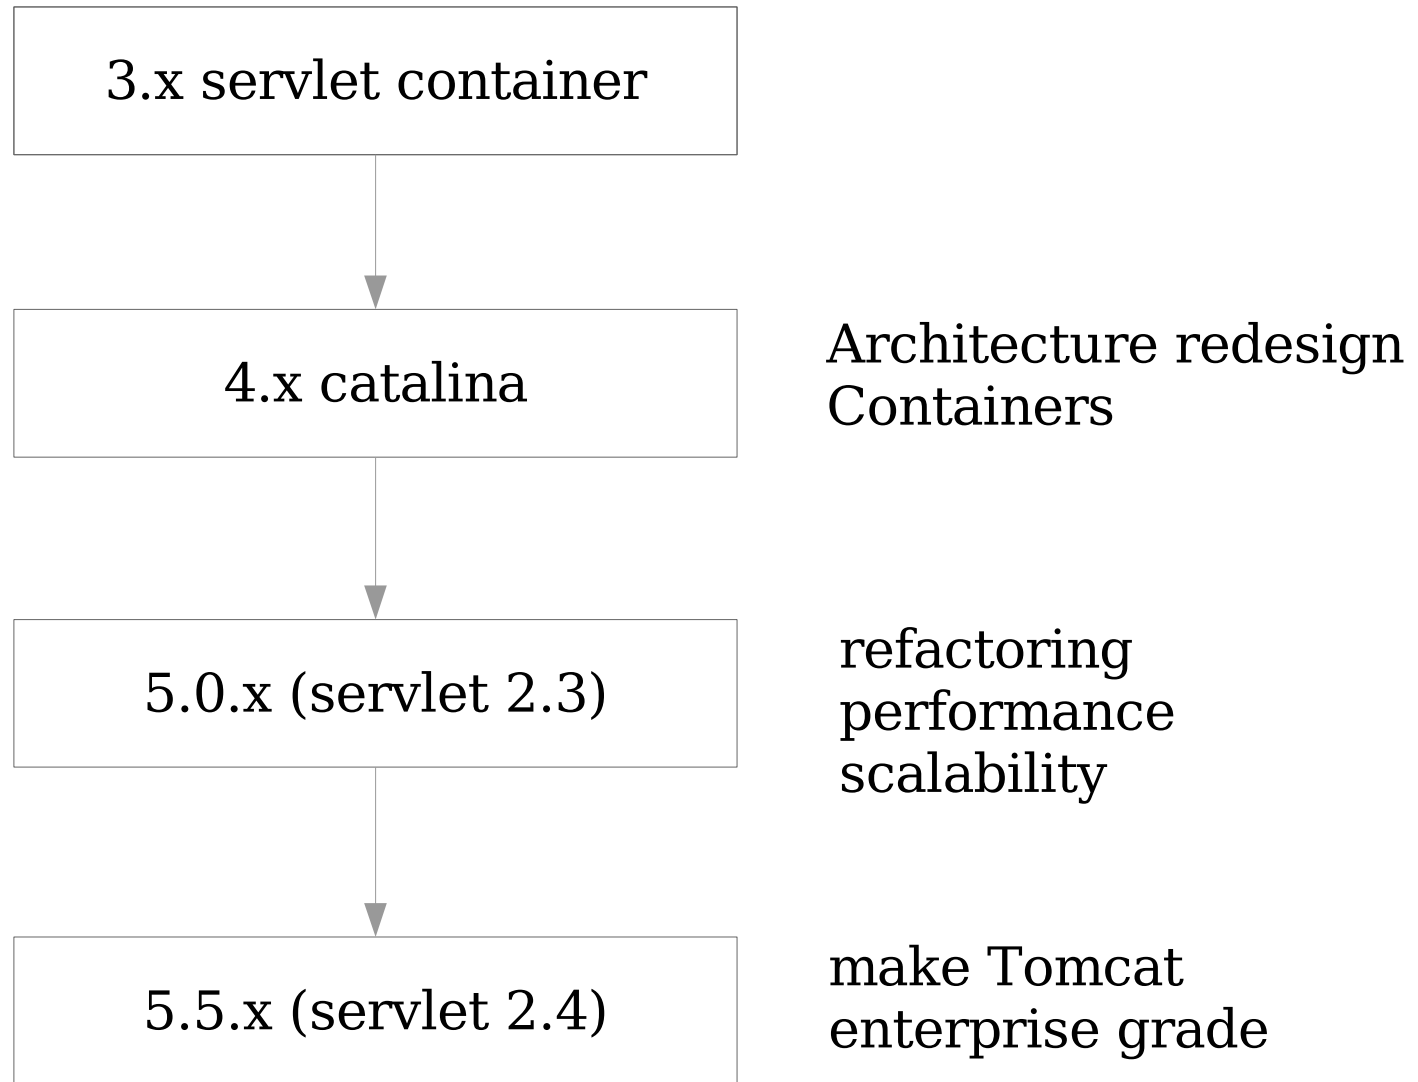 3.x servlet container
4.x catalina
Architecture redesign
Containers
5.0.x (servlet 2.3)
refactoring
performance
scalability
5.5.x (servlet 2.4)
make Tomcat
enterprise grade